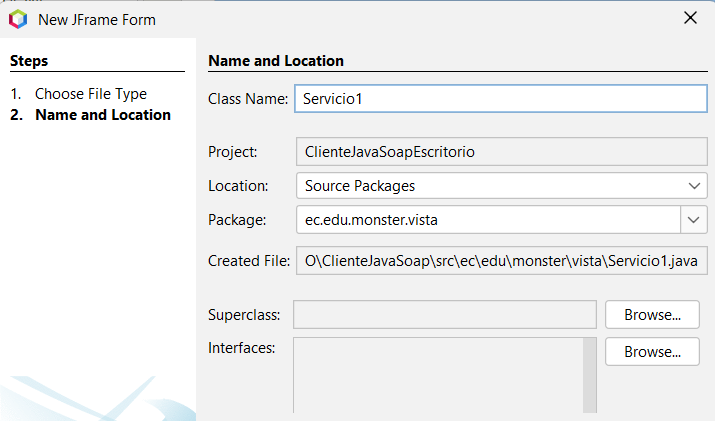 New JFrame Form
Steps
1. Choose File Type
2. Name and Location
Name and Location
Class Name: Servicio1
Project: ClienteJavaSoapEscritorio
Location: Source Packages
Package: ec.edu.monster.vista
Created File: O\ClienteJavaSoap\src\ec\edu\monster\vista\Servicio1.java
Superclass: Browse...
Interfaces: Browse...